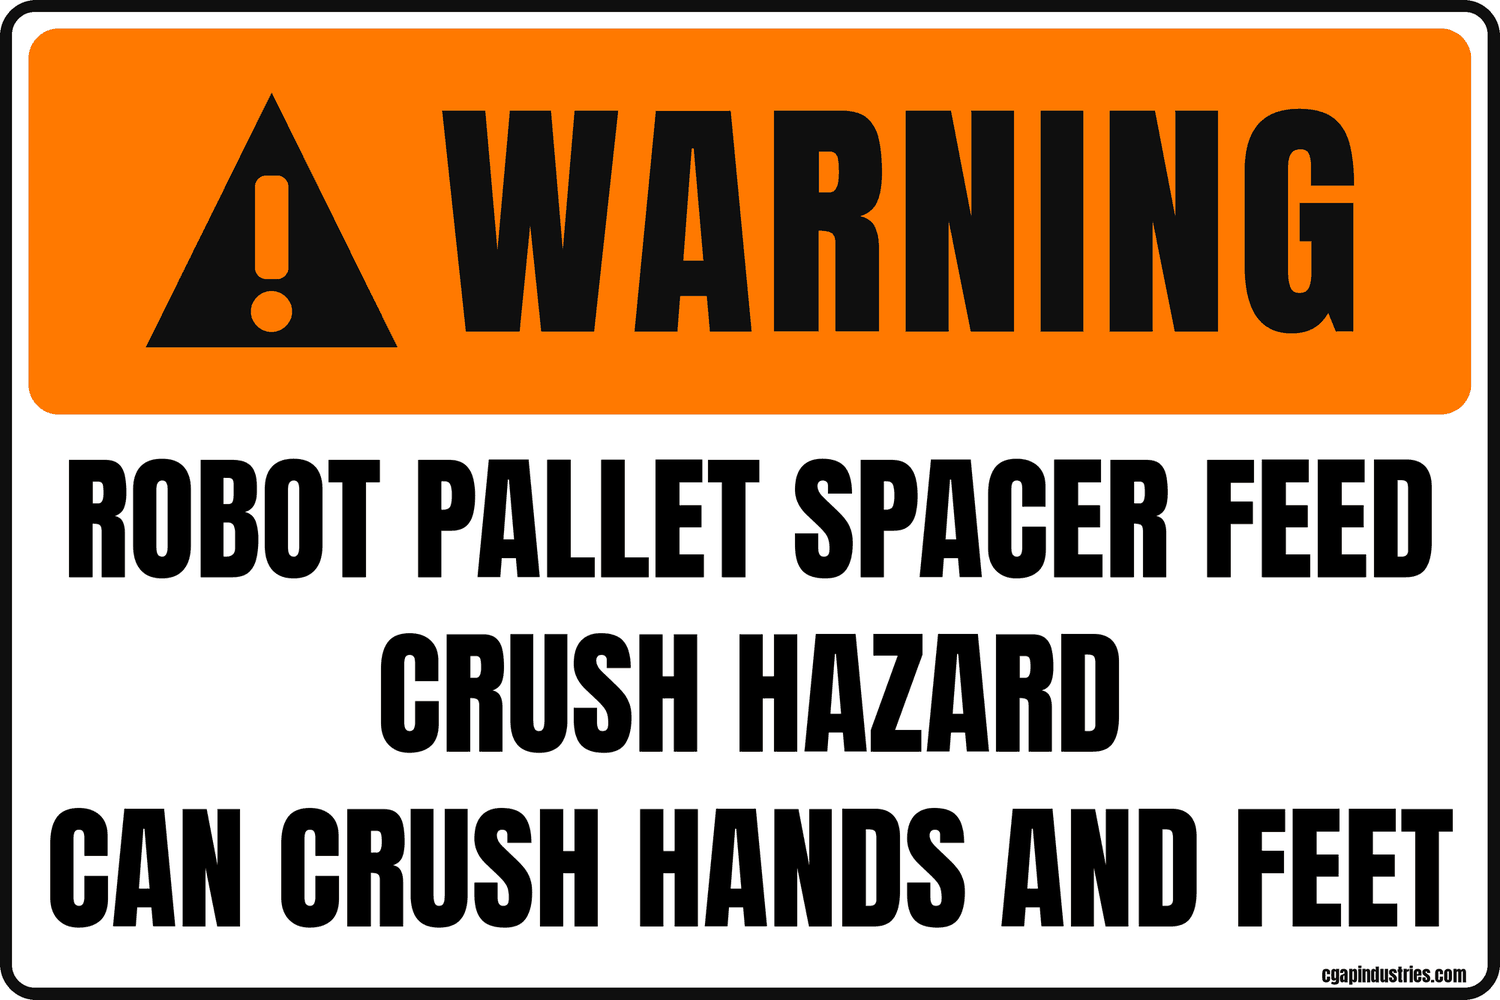 WARNING
ROBOT PALLET SPACER FEED
CRUSH HAZARD
CAN CRUSH HANDS AND FEET
cgapindustries.com